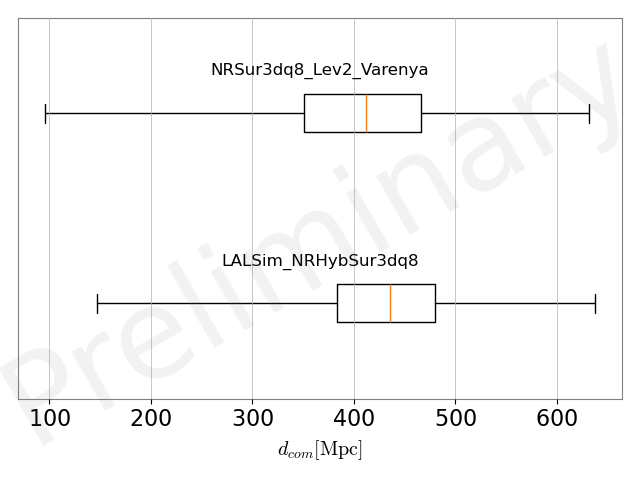 NRSur3dq8_Lev2_Varenya
LALSim_NRHybSur3dq8
Preliminary
100 200 300 400 500 600
d_com[Mpc]